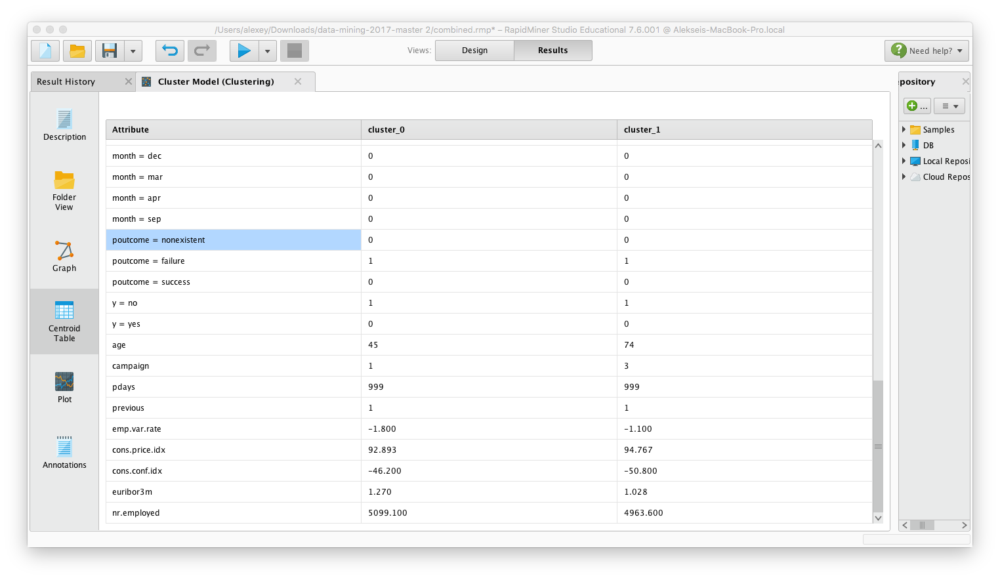 /Users/alexey/Downloads/data-mining-2017-master 2/combined.rmp* – RapidMiner Studio Educational 7.6.001 @ Alekseis-MacBook-Pro.local
Views: Design Results
Need help?
Result History
Cluster Model (Clustering)
pository
Description
Folder
View
Graph
Centroid
Table
Plot
Annotations
Attribute cluster_0 cluster_1
month = dec 0 0
month = mar 0 0
month = apr 0 0
month = sep 0 0
poutcome = nonexistent 0 0
poutcome = failure 1 1
poutcome = success 0 0
y = no 1 1
y = yes 0 0
age 45 74
campaign 1 3
pdays 999 999
previous 1 1
emp.var.rate −1.800 −1.100
cons.price.idx 92.893 94.767
cons.conf.idx −46.200 −50.800
euribor3m 1.270 1.028
nr.employed 5099.100 4963.600
...
Samples
DB
Local Reposi
Cloud Repos